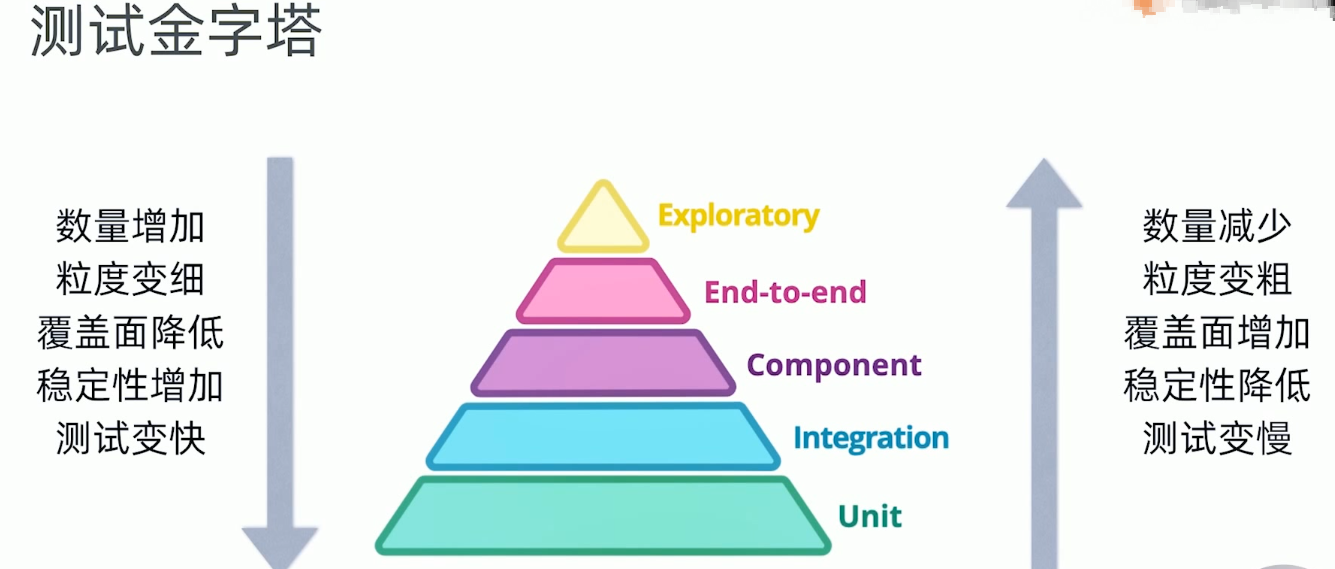 测试金字塔
数量增加
粒度变细
覆盖面降低
稳定性增加
测试变快
Exploratory
End-to-end
Component
Integration
Unit
数量减少
粒度变粗
覆盖面增加
稳定性降低
测试变慢